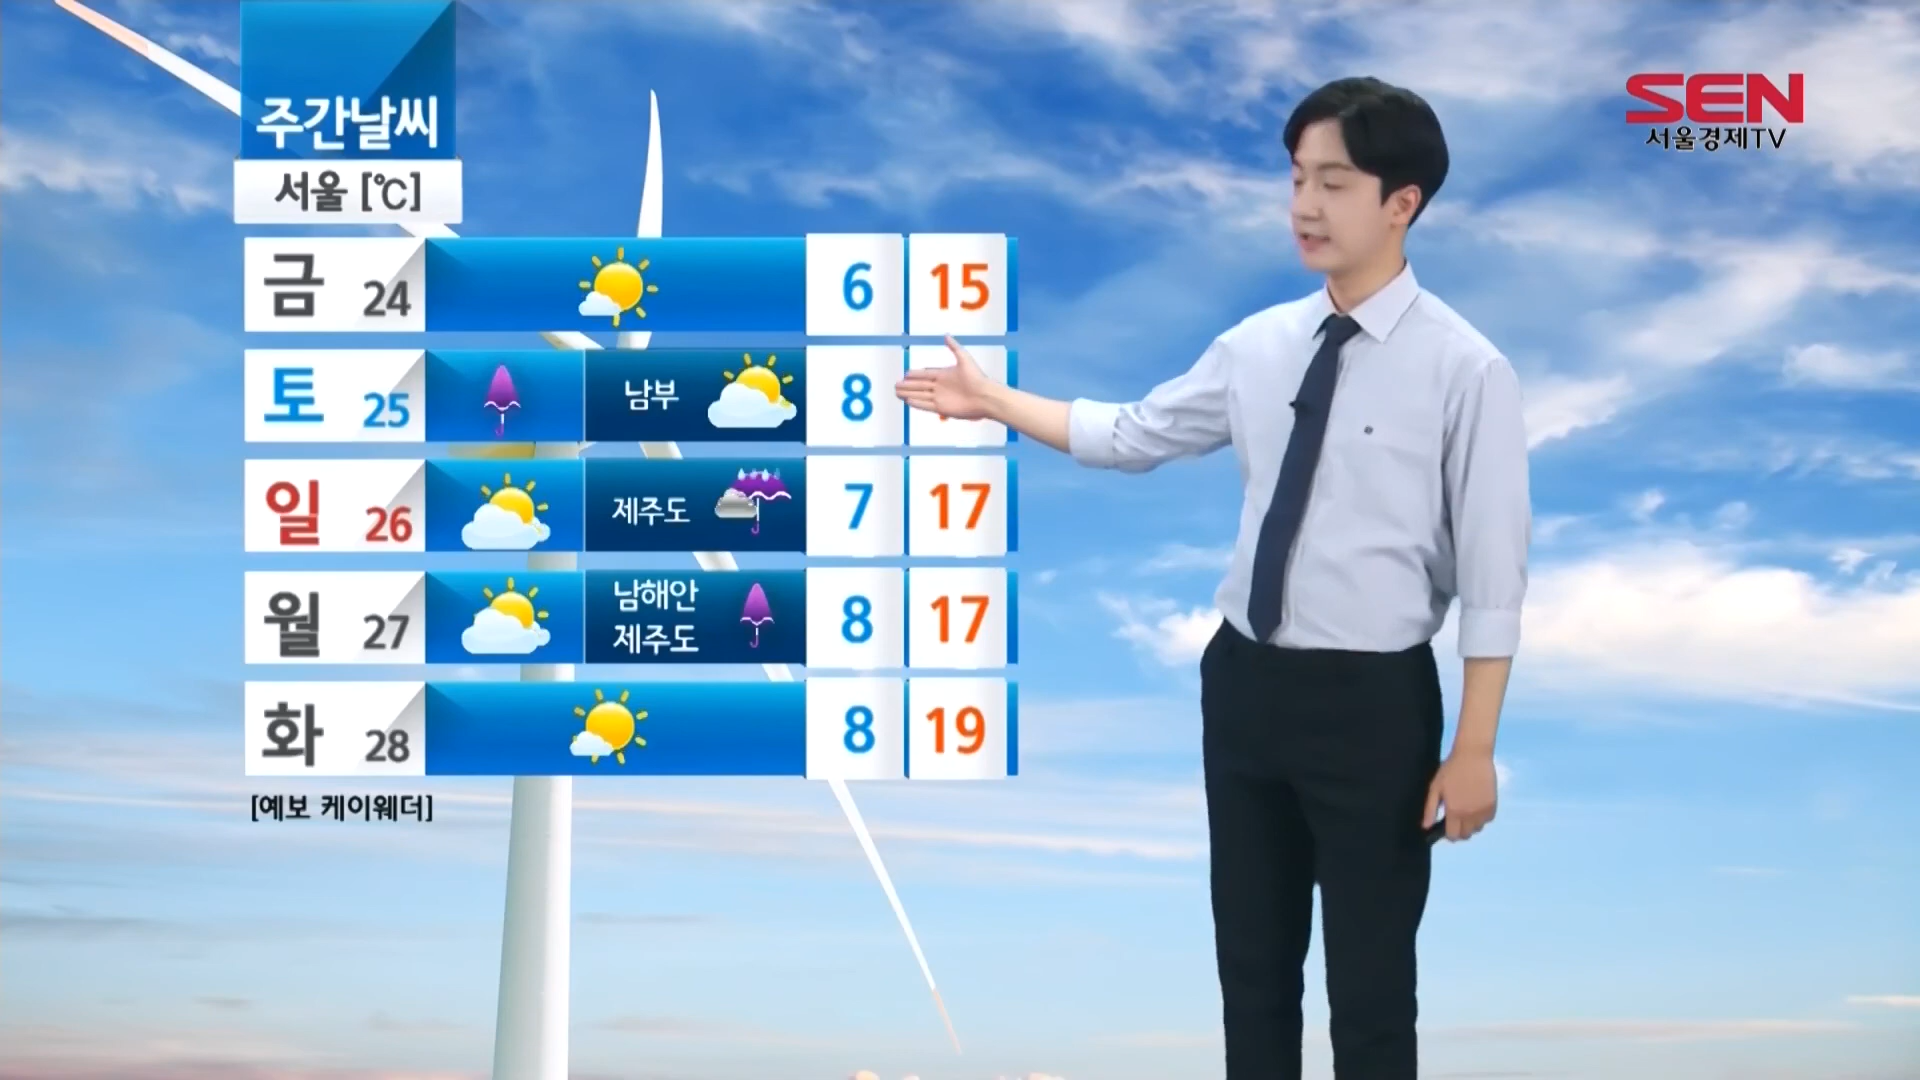 주간날씨
서울 [℃]
SEN
서울경제TV
금 24 6 15
토 25 남부 8
일 26 제주도 7 17
월 27 남해안 제주도 8 17
화 28 8 19
[예보 케이웨더]